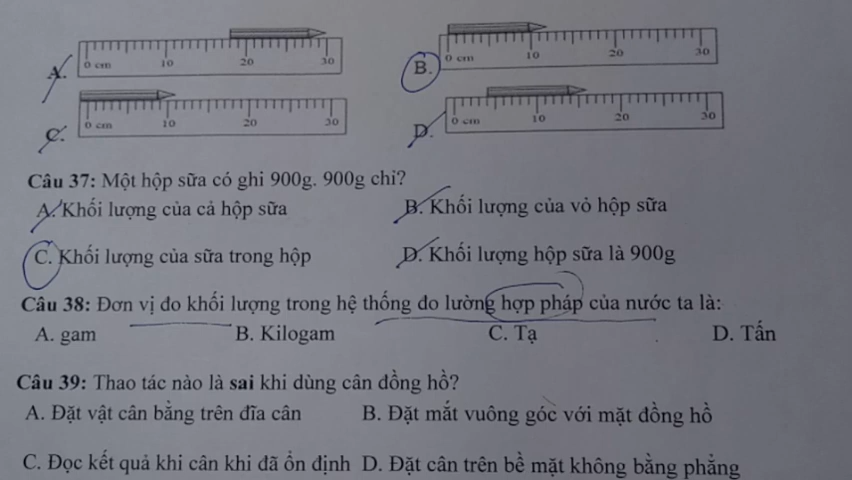 0 cm 10 20 30
A.
0 cm 10 20 30
B.
0 cm 10 20 30
C.
0 cm 10 20 30
D.
Câu 37: Một hộp sữa có ghi 900g. 900g chỉ?
A. Khối lượng của cả hộp sữa B. Khối lượng của vỏ hộp sữa
C. Khối lượng của sữa trong hộp D. Khối lượng hộp sữa là 900g
Câu 38: Đơn vị đo khối lượng trong hệ thống đo lường hợp pháp của nước ta là:
A. gam B. Kilogam C. Tạ D. Tấn
Câu 39: Thao tác nào là sai khi dùng cân đồng hồ?
A. Đặt vật cân bằng trên đĩa cân B. Đặt mắt vuông góc với mặt đồng hồ
C. Đọc kết quả khi cân khi đã ổn định D. Đặt cân trên bề mặt không bằng phẳng